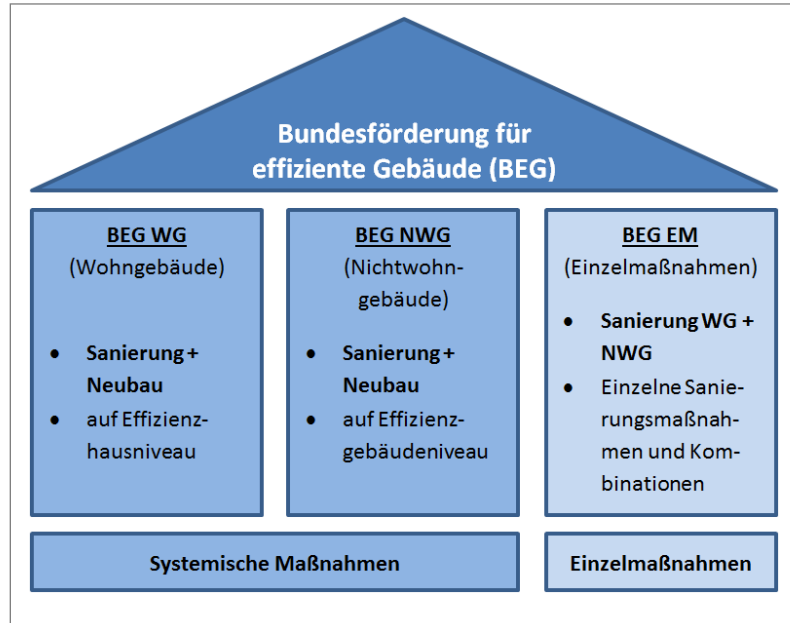 Bundesförderung für
effiziente Gebäude (BEG)
BEG WG
(Wohngebäude)
• Sanierung +
Neubau
• auf Effizienz-
hausniveau
BEG NWG
(Nichtwohn-
gebäude)
• Sanierung +
Neubau
• auf Effizienz-
gebäudeniveau
BEG EM
(Einzelmaßnahmen)
• Sanierung WG +
NWG
• Einzelne Sanie-
rungsmaßnah-
men und Kom-
binationen
Systemische Maßnahmen
Einzelmaßnahmen